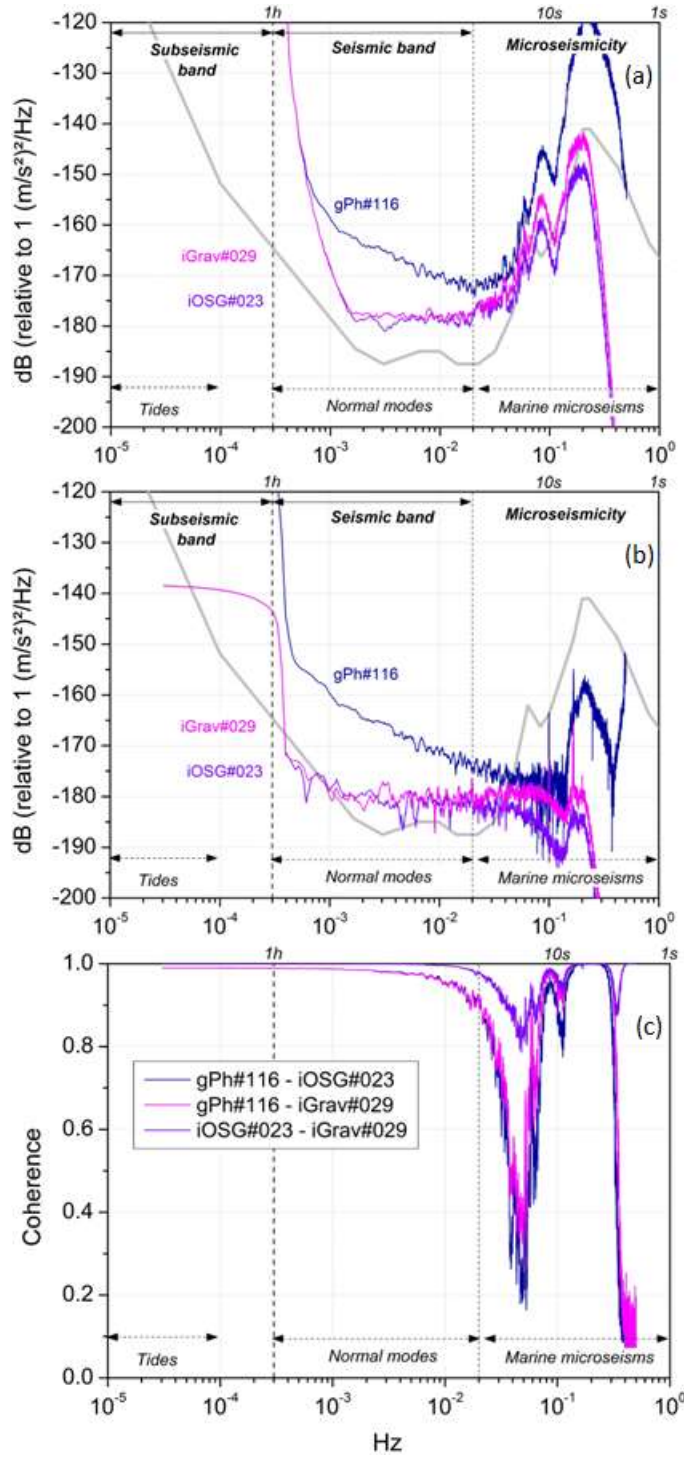 1h 10s 1s
-120
Subseismic band Seismic band Microseismicity
(a)
-130
-140
-150
gPh#116
-160
iGrav#029
-170
iOSG#023
-180
-190
Tides Normal modes Marine microseisms
-200
dB (relative to 1 (m/s²)²/Hz)
10-5 10-4 10-3 10-2 10-1 100
1h 10s 1s
-120
Subseismic band Seismic band Microseismicity
(b)
-130
-140
-150
gPh#116
-160
iGrav#029
-170
iOSG#023
-180
-190
Tides Normal modes Marine microseisms
-200
dB (relative to 1 (m/s²)²/Hz)
10-5 10-4 10-3 10-2 10-1 100
1h 10s 1s
1.0
(c)
0.8
gPh#116 - iOSG#023
gPh#116 - iGrav#029
iOSG#023 - iGrav#029
0.6
Coherence
0.4
0.2
Tides Normal modes Marine microseisms
0.0
10-5 10-4 10-3 10-2 10-1 100
Hz